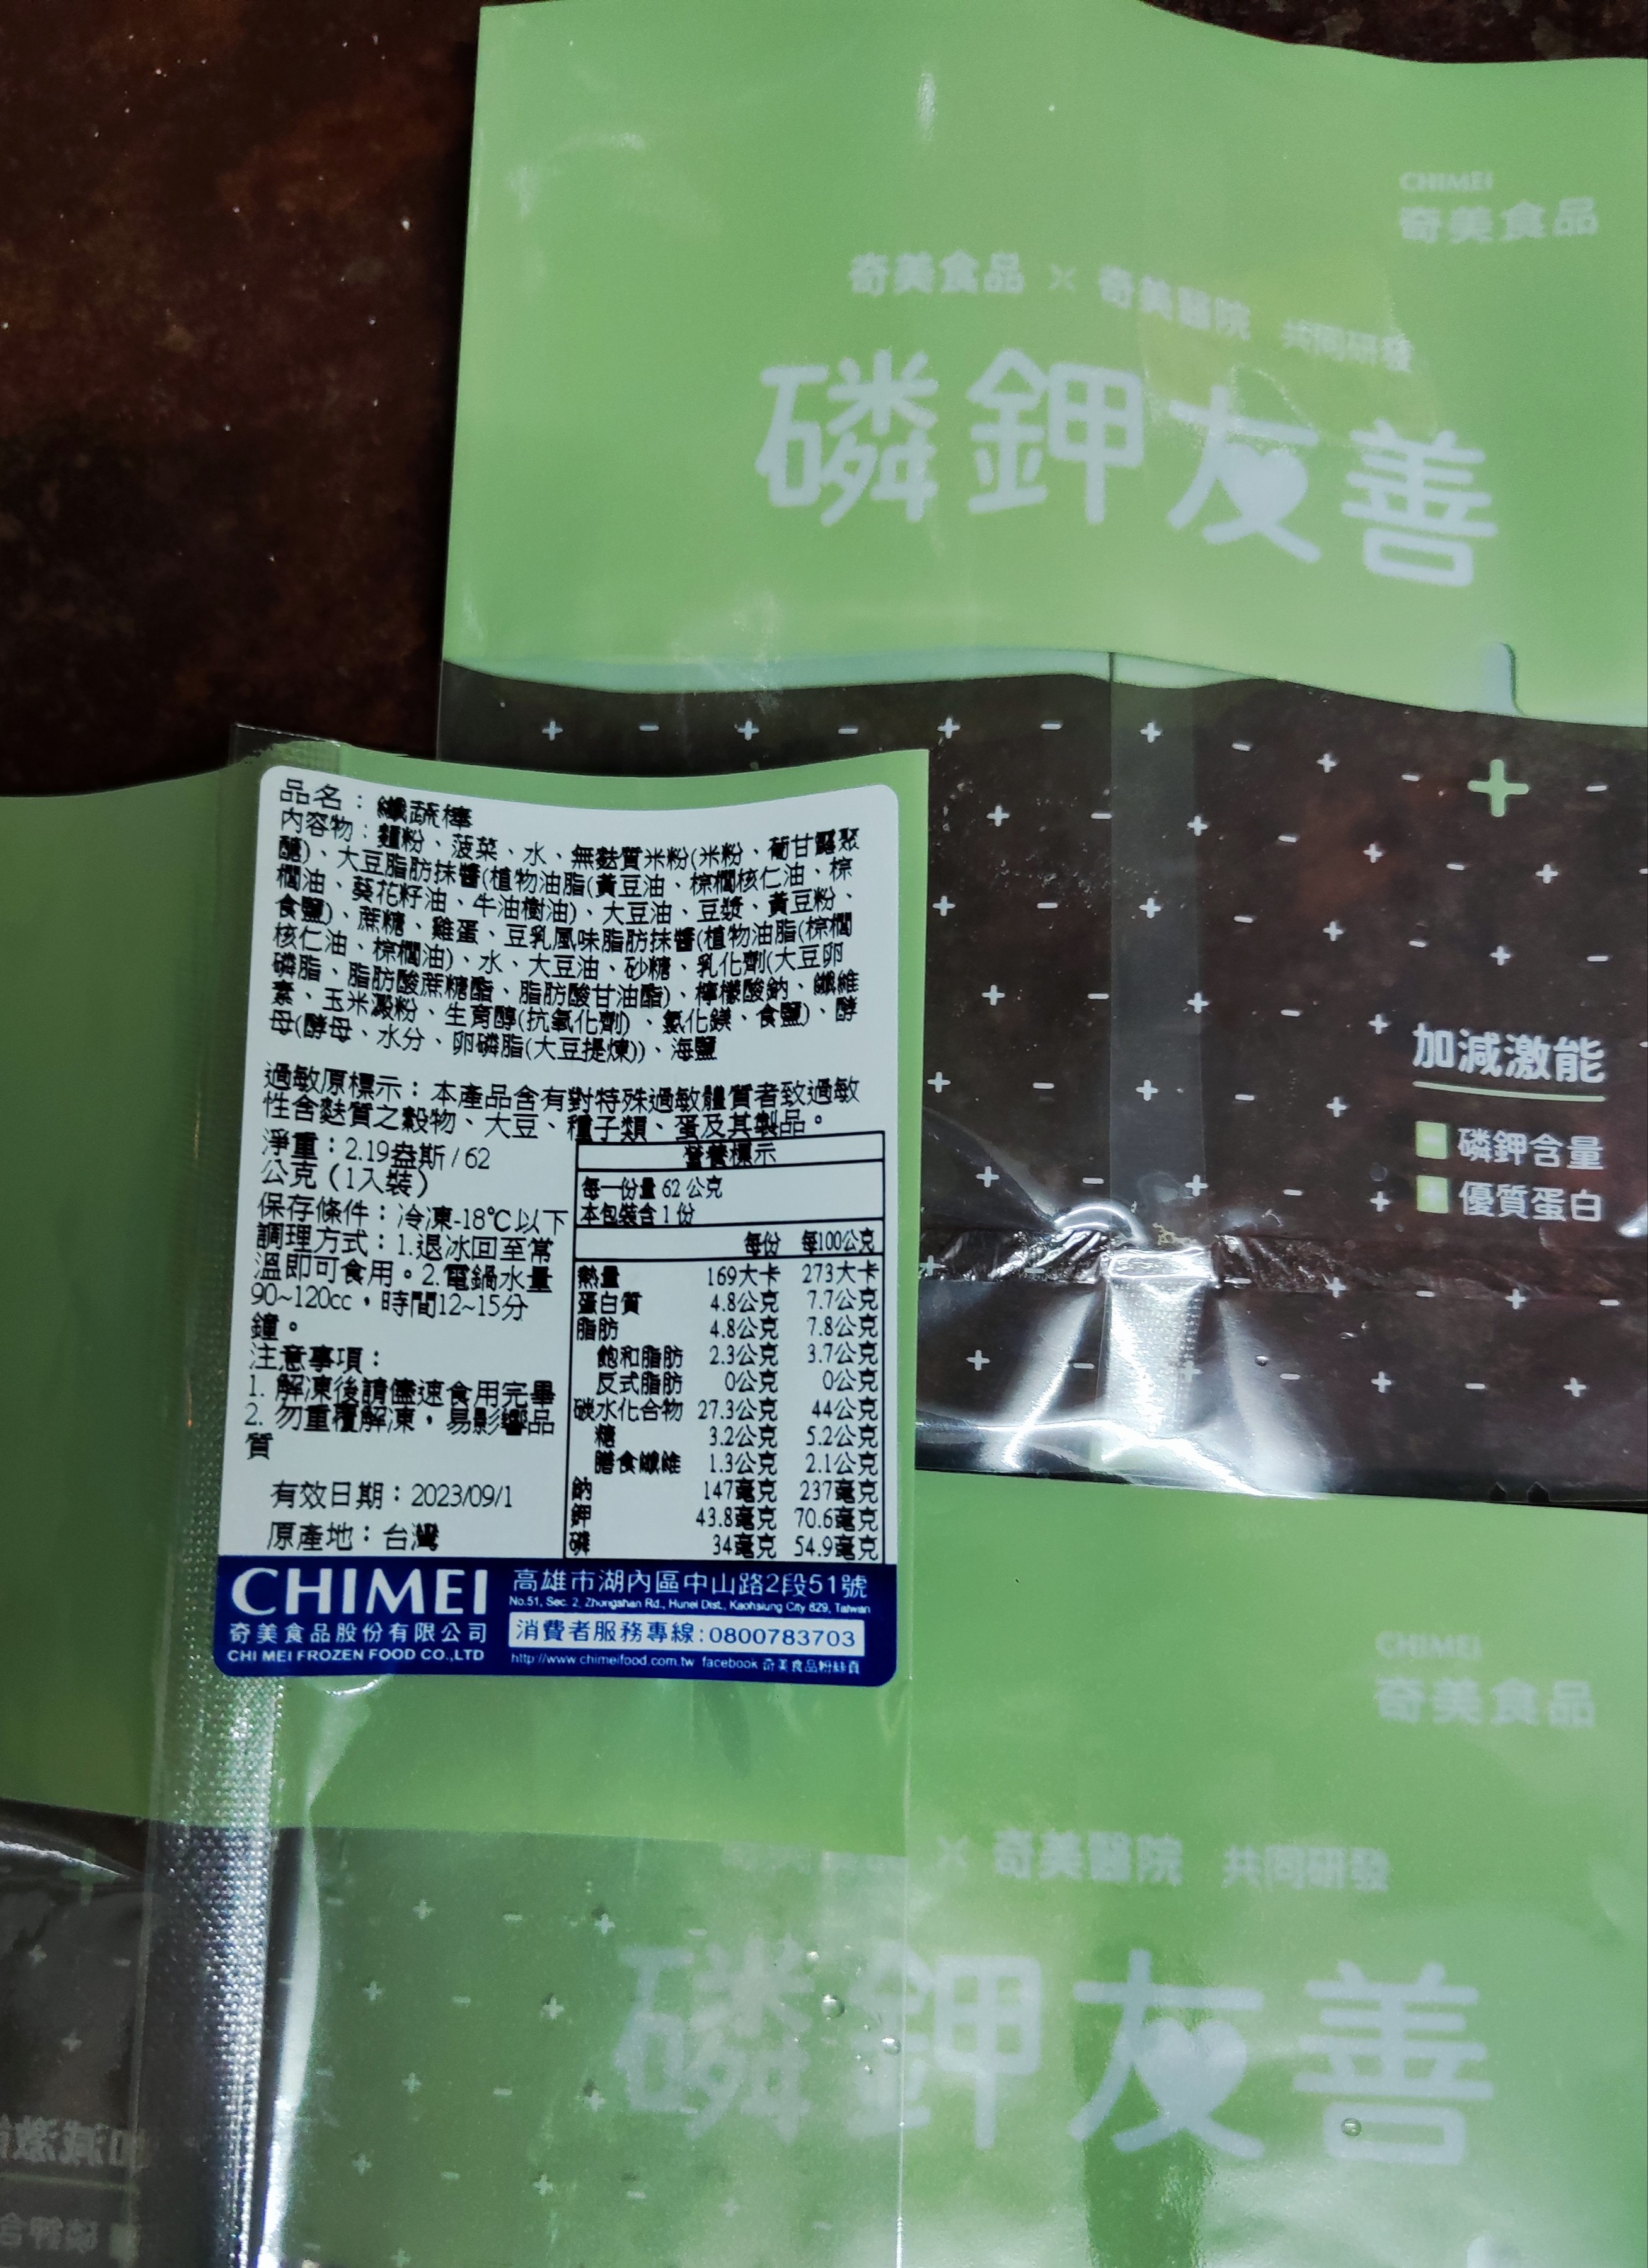 CHIMEI
奇美食品
奇美食品 × 奇美醫院 共同研發
磷鉀友善
加減激能
磷鉀含量
優質蛋白
品名：纖蔬棒
內容物：麵粉、菠菜、水、無麩質米粉(米粉、葡甘露聚
醣)、大豆脂肪抹醬(植物油脂(黃豆油、棕櫚核仁油、棕
櫚油、葵花籽油、牛油樹油)、大豆油、豆漿、黃豆粉、
食鹽)、蔗糖、雞蛋、豆乳風味脂肪抹醬(植物油脂(棕櫚
核仁油、棕櫚油)、水、大豆油、砂糖、乳化劑(大豆卵
磷脂、脂肪酸蔗糖酯、脂肪酸甘油酯)、檸檬酸鈉、纖維
素、玉米澱粉、生育醇(抗氧化劑)、氯化鎂、食鹽)、酵
母(酵母、水分、卵磷脂(大豆提煉))、海鹽
過敏原標示：本產品含有對特殊過敏體質者致過敏
性含麩質之穀物、大豆、種子類、蛋及其製品。
淨重：2.19盎斯/62
公克(1入裝)
保存條件：冷凍-18℃以下
調理方式：1.退冰回至常
溫即可食用。2.電鍋水量
90~120cc，時間12~15分
鐘。
注意事項：
1. 解凍後請儘速食用完畢
2. 勿重覆解凍，易影響品
質
有效日期：2023/09/1
原產地：台灣
營養標示
每一份量 62 公克
本包裝含 1 份
每份 每100公克
熱量 169大卡 273大卡
蛋白質 4.8公克 7.7公克
脂肪 4.8公克 7.8公克
飽和脂肪 2.3公克 3.7公克
反式脂肪 0公克 0公克
碳水化合物 27.3公克 44公克
糖 3.2公克 5.2公克
膳食纖維 1.3公克 2.1公克
鈉 147毫克 237毫克
鉀 43.8毫克 70.6毫克
磷 34毫克 54.9毫克
CHIMEI
奇美食品股份有限公司
CHI MEI FROZEN FOOD CO.,LTD
高雄市湖內區中山路2段51號
No.51, Sec. 2, Zhongshan Rd., Hunei Dist., Kaohsiung City 829, Taiwan
消費者服務專線：0800783703
http://www.chimeifood.com.tw facebook 奇美食品粉絲頁
CHIMEI
奇美食品
× 奇美醫院 共同研發
磷鉀友善